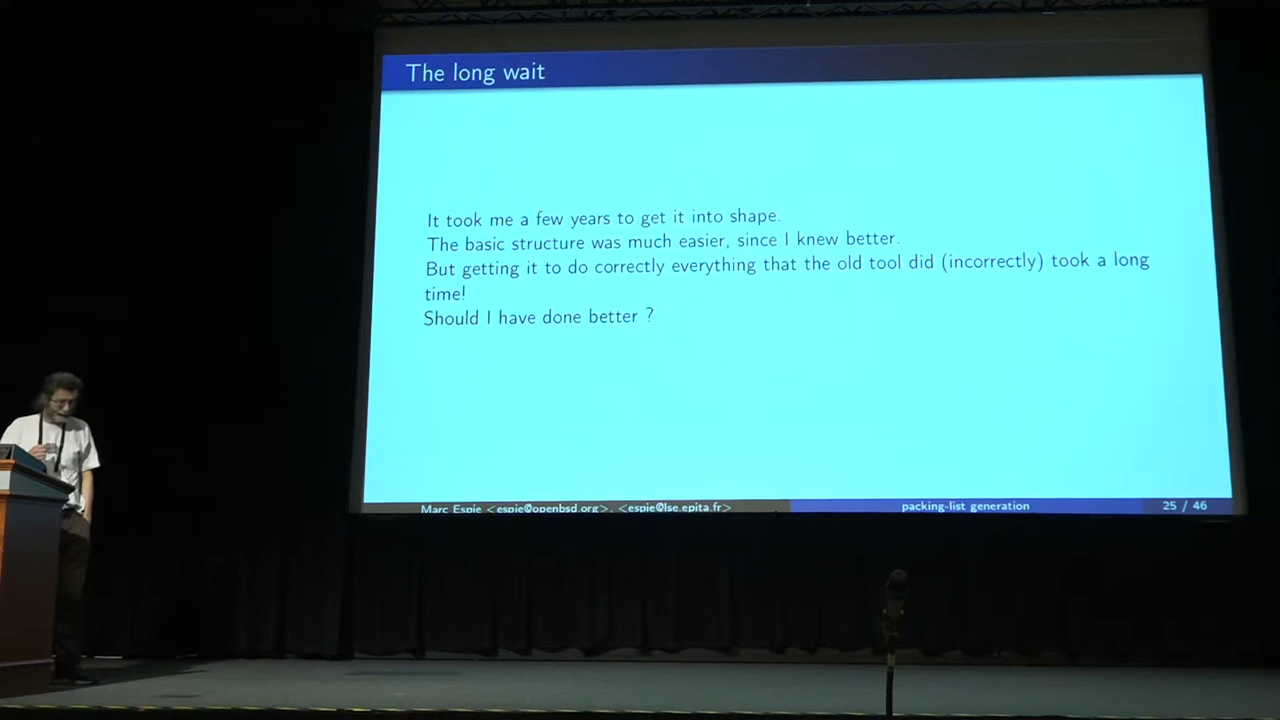 The long wait
It took me a few years to get it into shape.
The basic structure was much easier, since I knew better.
But getting it to do correctly everything that the old tool did (incorrectly) took a long
time!
Should I have done better ?
Marc Espie <espie@openbsd.org>, <espie@lse.epita.fr>
packing-list generation
25 / 46